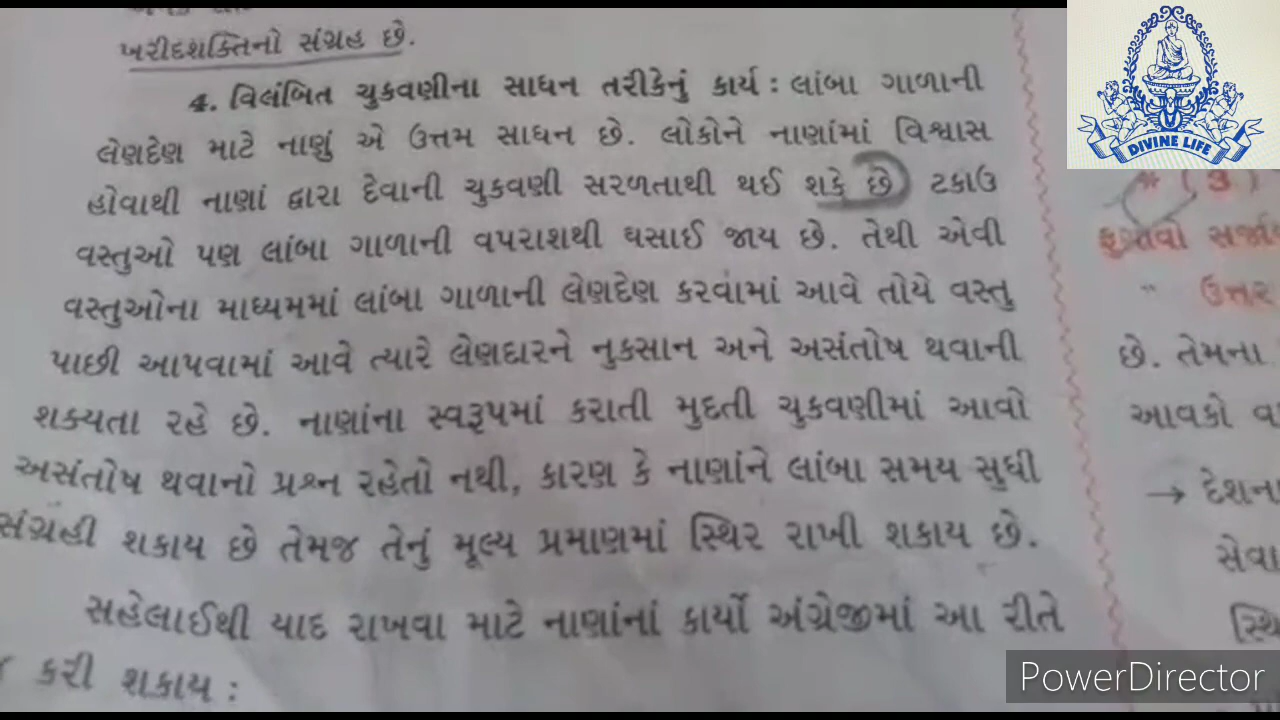 ખરીદશક્તિનો સંગ્રહ છે.
4. વિલંબિત ચુકવણીના સાધન તરીકેનું કાર્ય : લાંબા ગાળાની
લેણદેણ માટે નાણું એ ઉત્તમ સાધન છે. લોકોને નાણાંમાં વિશ્વાસ
હોવાથી નાણાં દ્વારા દેવાની ચુકવણી સરળતાથી થઈ શકે છે ટકાઉ
વસ્તુઓ પણ લાંબા ગાળાની વપરાશથી ઘસાઈ જાય છે. તેથી એવી
વસ્તુઓના માધ્યમમાં લાંબા ગાળાની લેણદેણ કરવામાં આવે તોયે વસ્તુ
પાછી આપવામાં આવે ત્યારે લેણદારને નુકસાન અને અસંતોષ થવાની
શક્યતા રહે છે. નાણાંના સ્વરૂપમાં કરાતી મુદતી ચુકવણીમાં આવો
અસંતોષ થવાનો પ્રશ્ન રહેતો નથી, કારણ કે નાણાંને લાંબા સમય સુધી
સંગ્રહી શકાય છે તેમજ તેનું મૂલ્ય પ્રમાણમાં સ્થિર રાખી શકાય છે.
સહેલાઈથી યાદ રાખવા માટે નાણાંનાં કાર્યો અંગ્રેજીમાં આ રીતે
કરી શકાય :
DIVINE LIFE
* (3)
ફુગાવો
ઉત્તર
છે. તેમના
આવકો
→
સેવા
PowerDirector